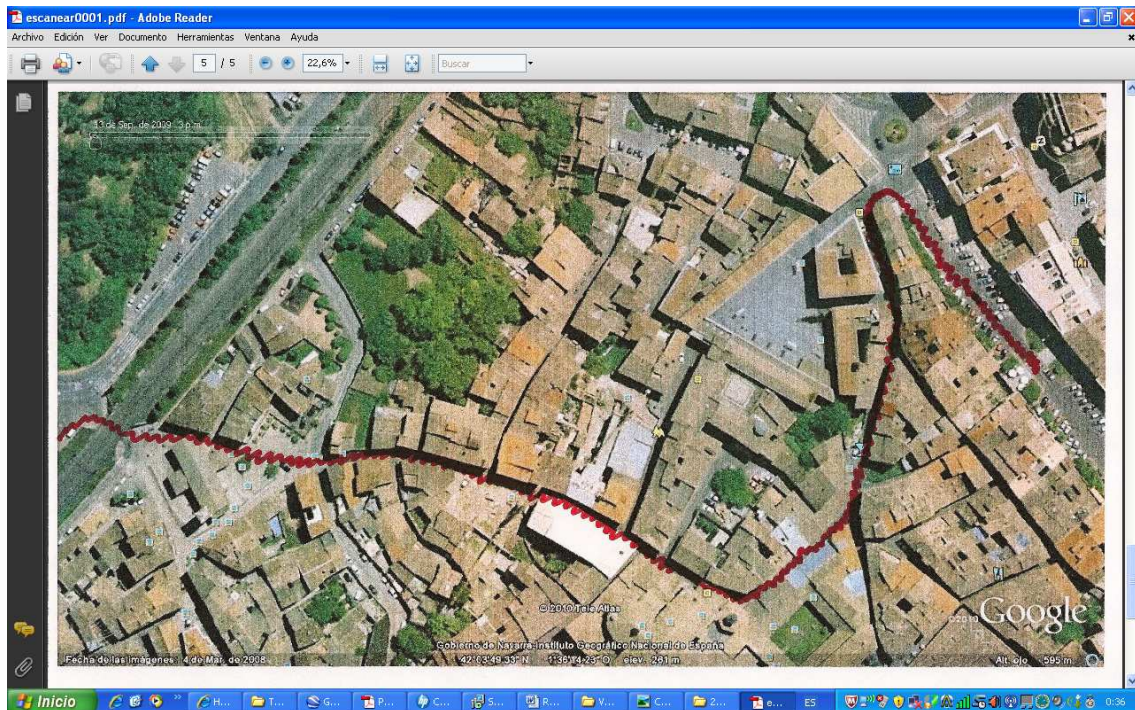 escanear0001.pdf - Adobe Reader
Archivo Edición Ver Documento Herramientas Ventana Ayuda
5 / 5 22,6% Buscar
13 de Sep. de 2009 3 p.m.
© 2010 Tele Atlas
©2010 Google
Gobierno de Navarra-Instituto Geográfico Nacional de España
Fecha de las imágenes : 4 de Mar. de 2008 42°03'49.33" N 1°36'14.23" O elev. 261 m Alt. ojo 595 m
Inicio H... T... G... P... C... S... R... V... C... 2... e... ES 0:36